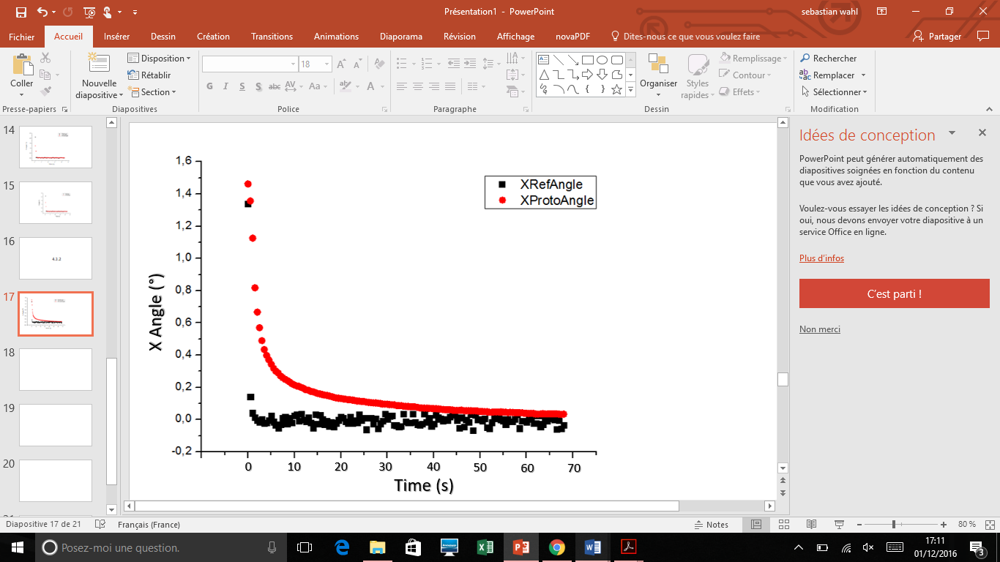 Présentation1 - PowerPoint
sebastian wahl
Fichier Accueil Insérer Dessin Création Transitions Animations Diaporama Révision Affichage novaPDF Dites-nous ce que vous voulez faire Partager
Coller
Presse-papiers
Nouvelle diapositive
Disposition
Rétablir
Section
Diapositives
18
G I S S abc AV Aa A
Police
Paragraphe
Organiser
Styles rapides
Remplissage
Contour
Effets
Dessin
Rechercher
Remplacer
Sélectionner
Modification
14
15
16
4.2.2
17
18
19
20
1,6
1,4
1,2
1,0
0,8
0,6
0,4
0,2
0,0
-0,2
X Angle (°)
XRefAngle
XProtoAngle
0 10 20 30 40 50 60 70
Time (s)
Idées de conception
PowerPoint peut générer automatiquement des
diapositives soignées en fonction du contenu
que vous avez ajouté.
Voulez-vous essayer les idées de conception ? Si
oui, nous devons envoyer votre diapositive à un
service Office en ligne.
Plus d'infos
C'est parti !
Non merci
Diapositive 17 de 21 Français (France) Notes 80 %
Posez-moi une question.
17:11
01/12/2016
3